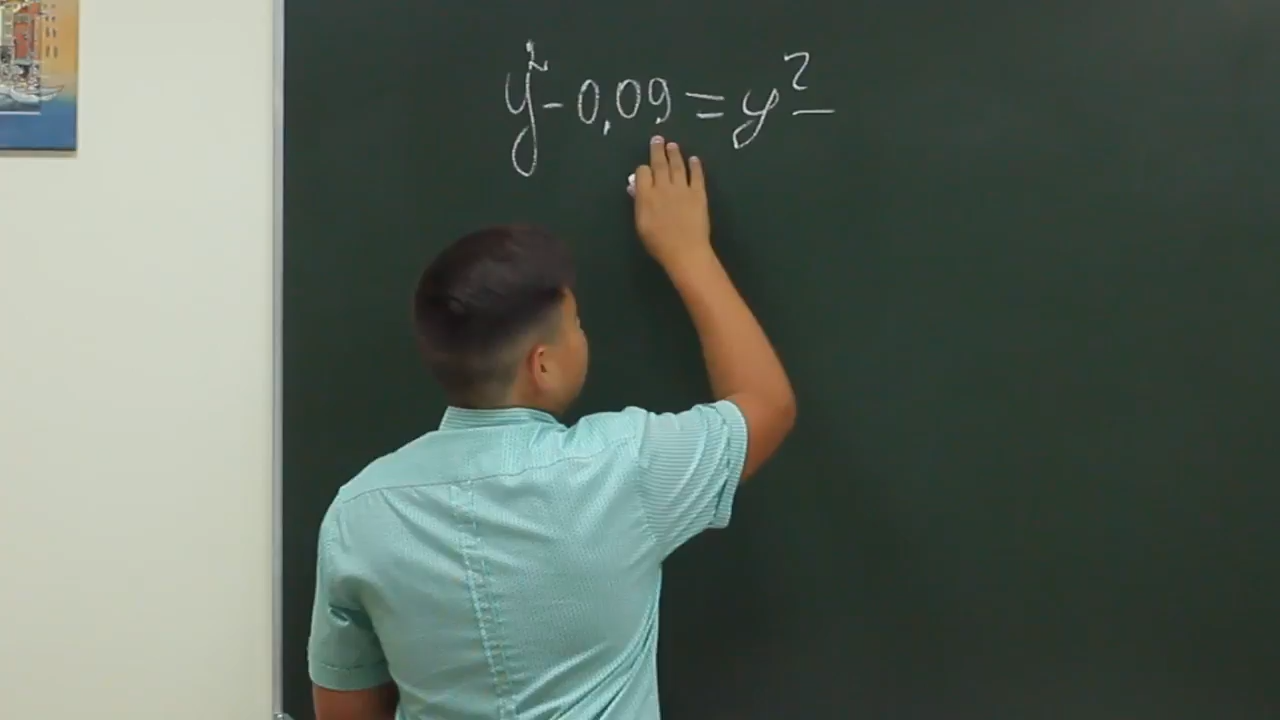 y² - 0,09 = y² -